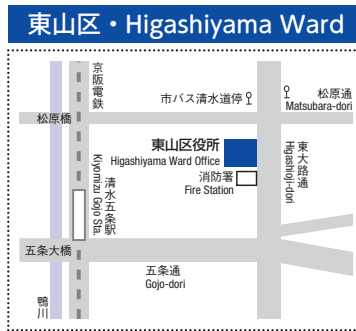 東山区・Higashiyama Ward
京阪電鉄
市バス清水道停
松原通
Matsubara-dori
松原橋
東山区役所
Higashiyama Ward Office
消防署
Fire Station
東大路通
Higashioji-dori
清水五条駅
Kiyomizu Gojo Sta.
五条大橋
五条通
Gojo-dori
鴨川